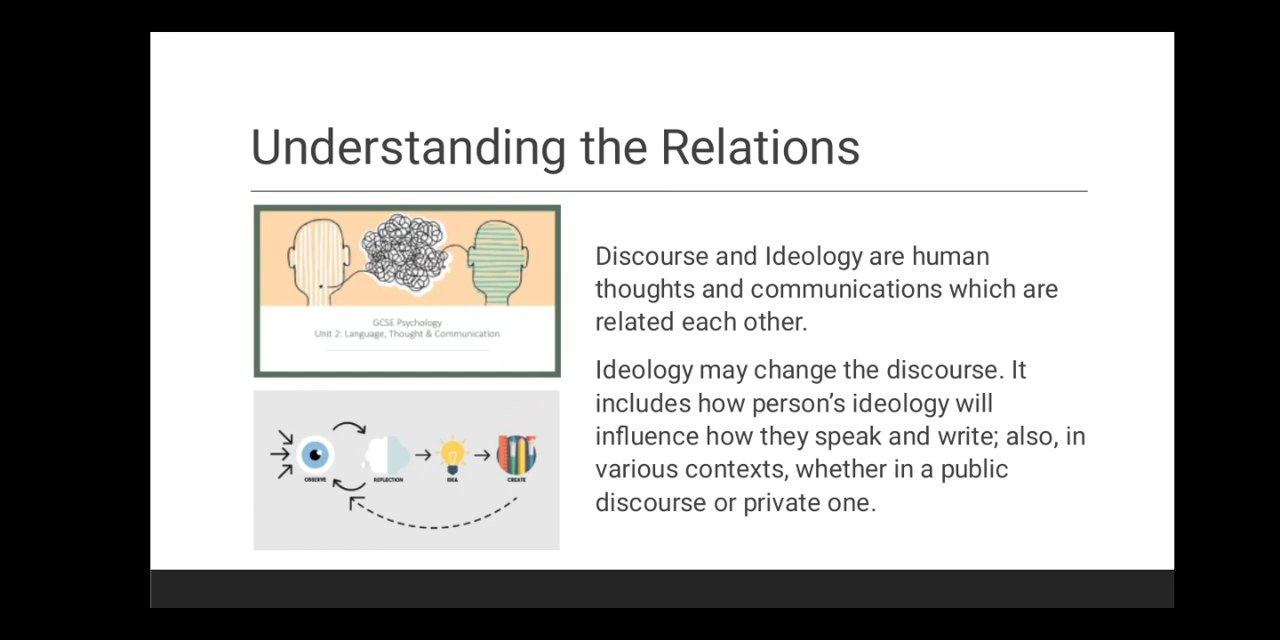 Understanding the Relations
GCSE Psychology
Unit 2: Language, Thought & Communication
OBSERVE
REFLECTION
IDEA
CREATE
Discourse and Ideology are human
thoughts and communications which are
related each other.
Ideology may change the discourse. It
includes how person’s ideology will
influence how they speak and write; also, in
various contexts, whether in a public
discourse or private one.